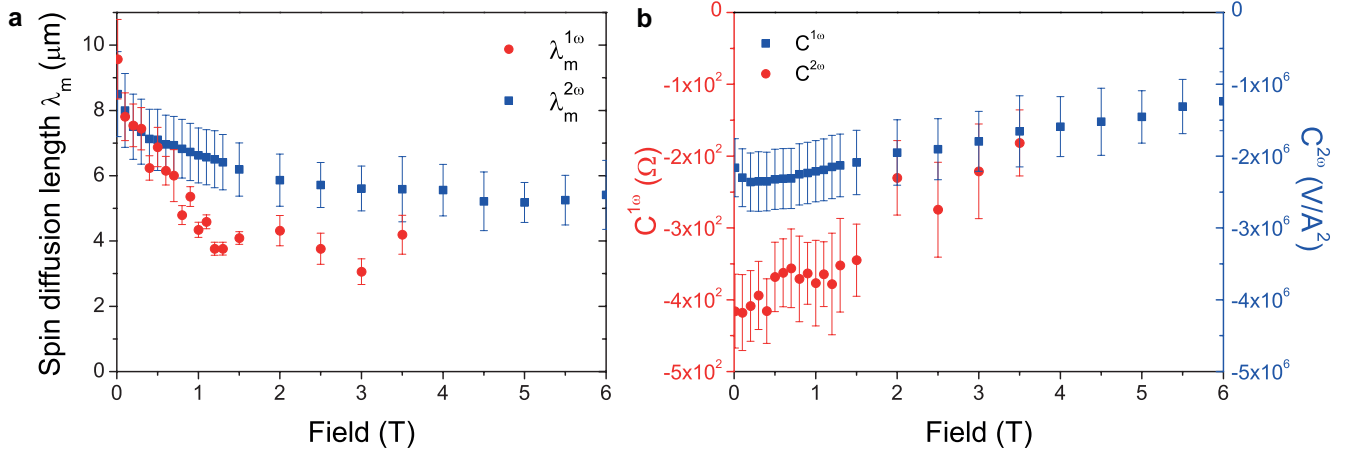 a
Spin diffusion length λm (μm)
10
8
6
4
2
0
0 1 2 3 4 5 6
Field (T)
λm1ω
λm2ω
b
C1ω (Ω)
0
-1x10²
-2x10²
-3x10²
-4x10²
-5x10²
0 1 2 3 4 5 6
Field (T)
C1ω
C2ω
0
-1x10⁶
-2x10⁶
-3x10⁶
-4x10⁶
-5x10⁶
C2ω (V/A²)